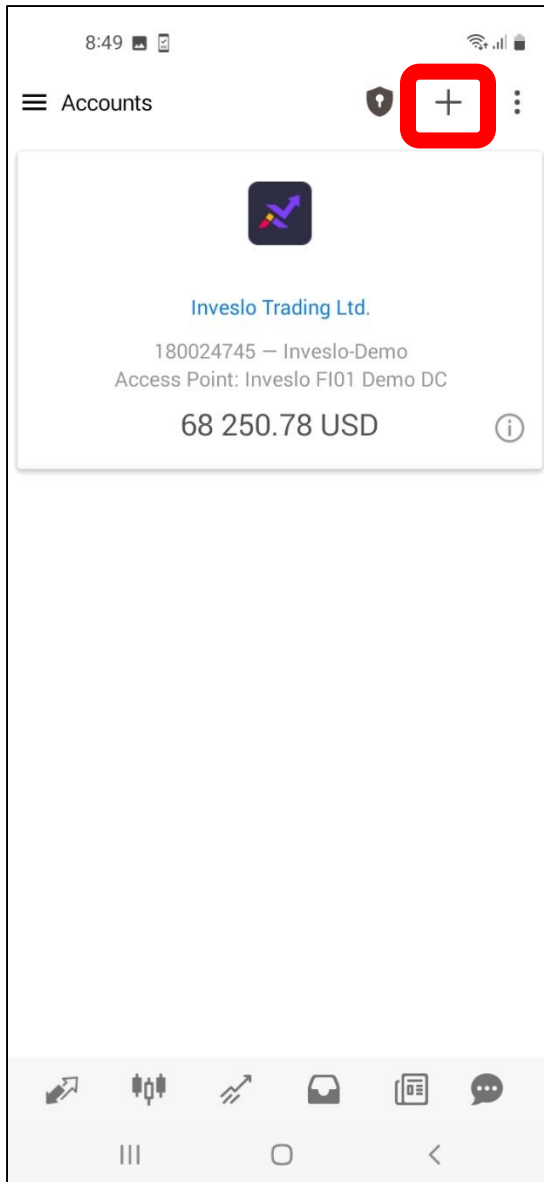 8:49
Accounts
Inveslo Trading Ltd.
180024745 — Inveslo-Demo
Access Point: Inveslo FI01 Demo DC
68 250.78 USD